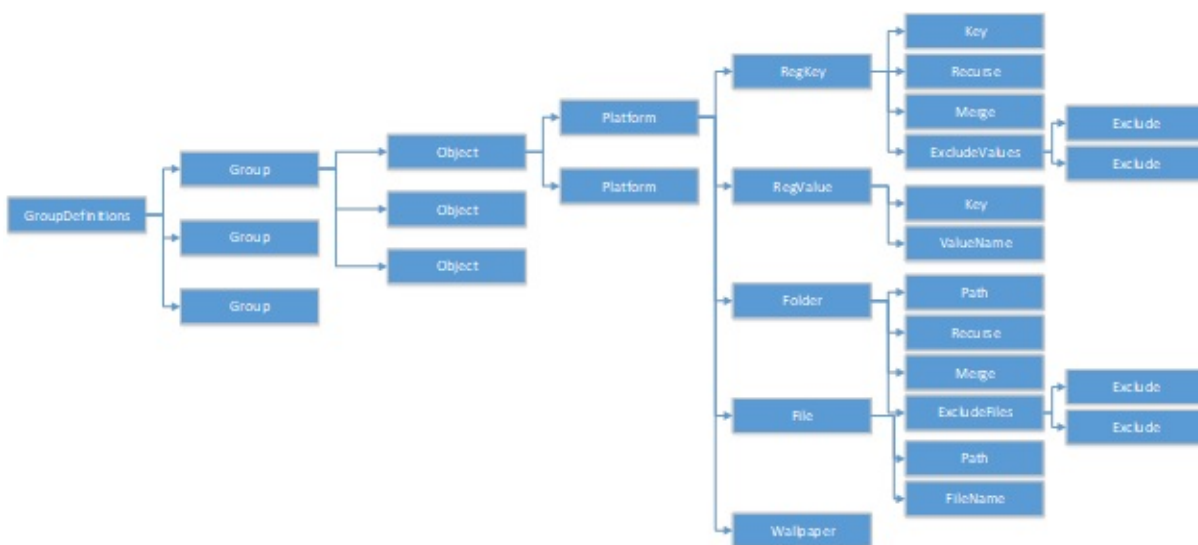 GroupDefinitions
Group
Group
Group
Object
Object
Object
Platform
Platform
RegKey
Key
Recurse
Merge
ExcludeValues
Exclude
Exclude
RegValue
Key
ValueName
Folder
Path
Recurse
Merge
ExcludeFiles
Exclude
Exclude
File
Path
FileName
Wallpaper